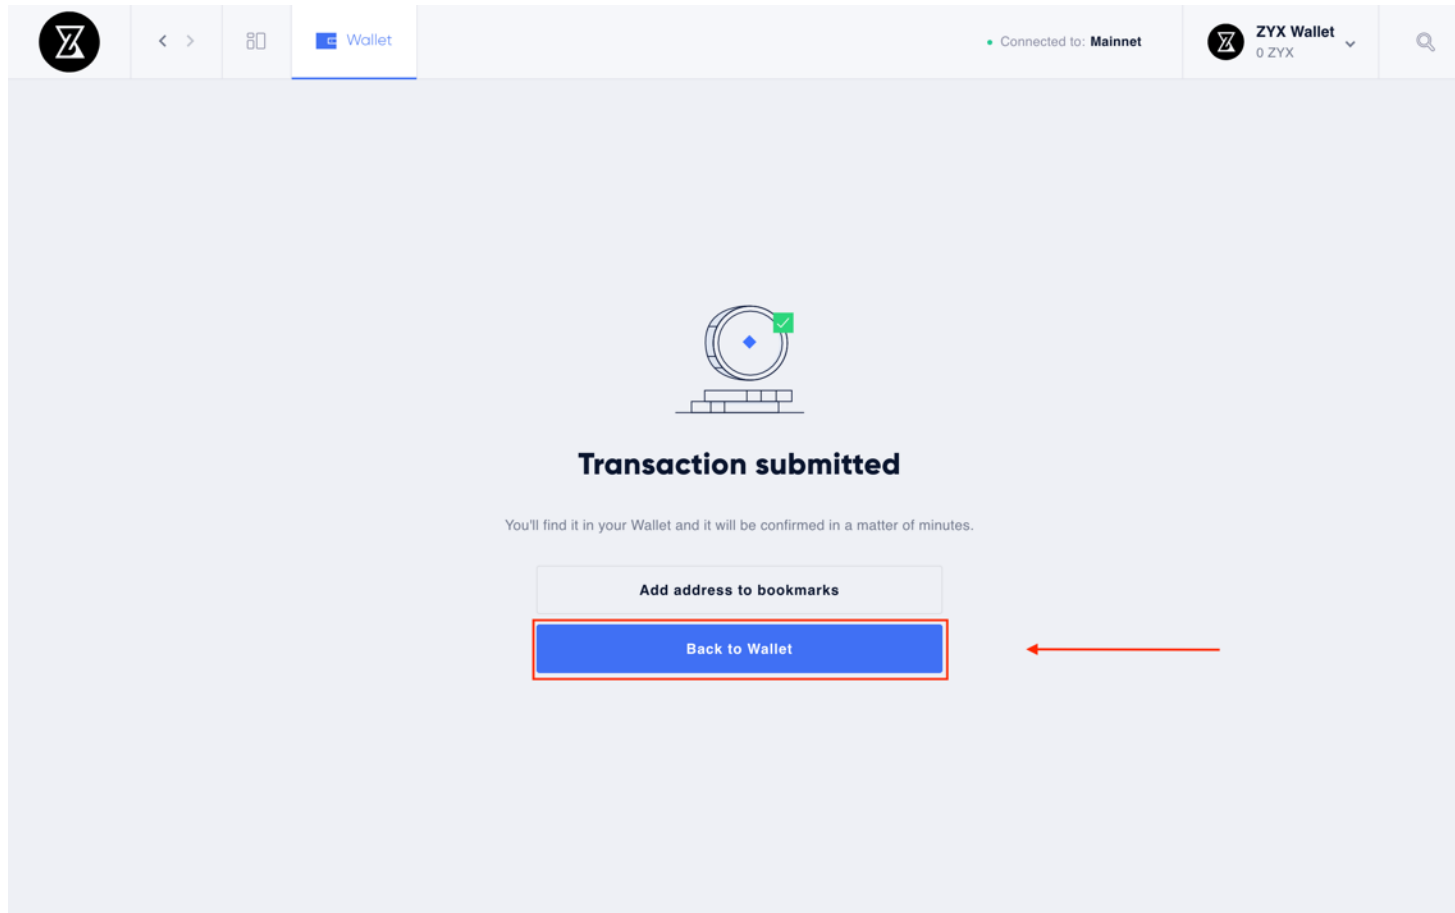 Wallet
Connected to: Mainnet
ZYX Wallet
0 ZYX
Transaction submitted
You'll find it in your Wallet and it will be confirmed in a matter of minutes.
Add address to bookmarks
Back to Wallet